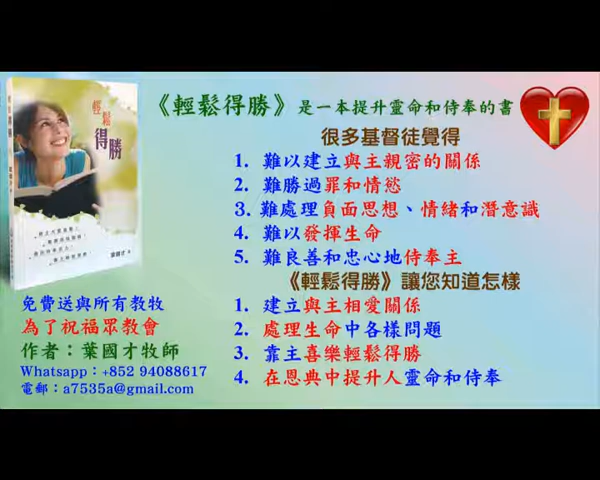 《輕鬆得勝》是一本提升靈命和侍奉的書
很多基督徒覺得
1. 難以建立與主親密的關係
2. 難勝過罪和情慾
3. 難處理負面思想、情緒和潛意識
4. 難以發揮生命
5. 難良善和忠心地侍奉主
《輕鬆得勝》讓您知道怎樣
1. 建立與主相愛關係
2. 處理生命中各樣問題
3. 靠主喜樂輕鬆得勝
4. 在恩典中提升人靈命和侍奉
輕鬆
得勝
葉國才 著
免費送與所有教牧
為了祝福眾教會
作者：葉國才牧師
Whatsapp：+852 94088617
電郵：a7535a@gmail.com